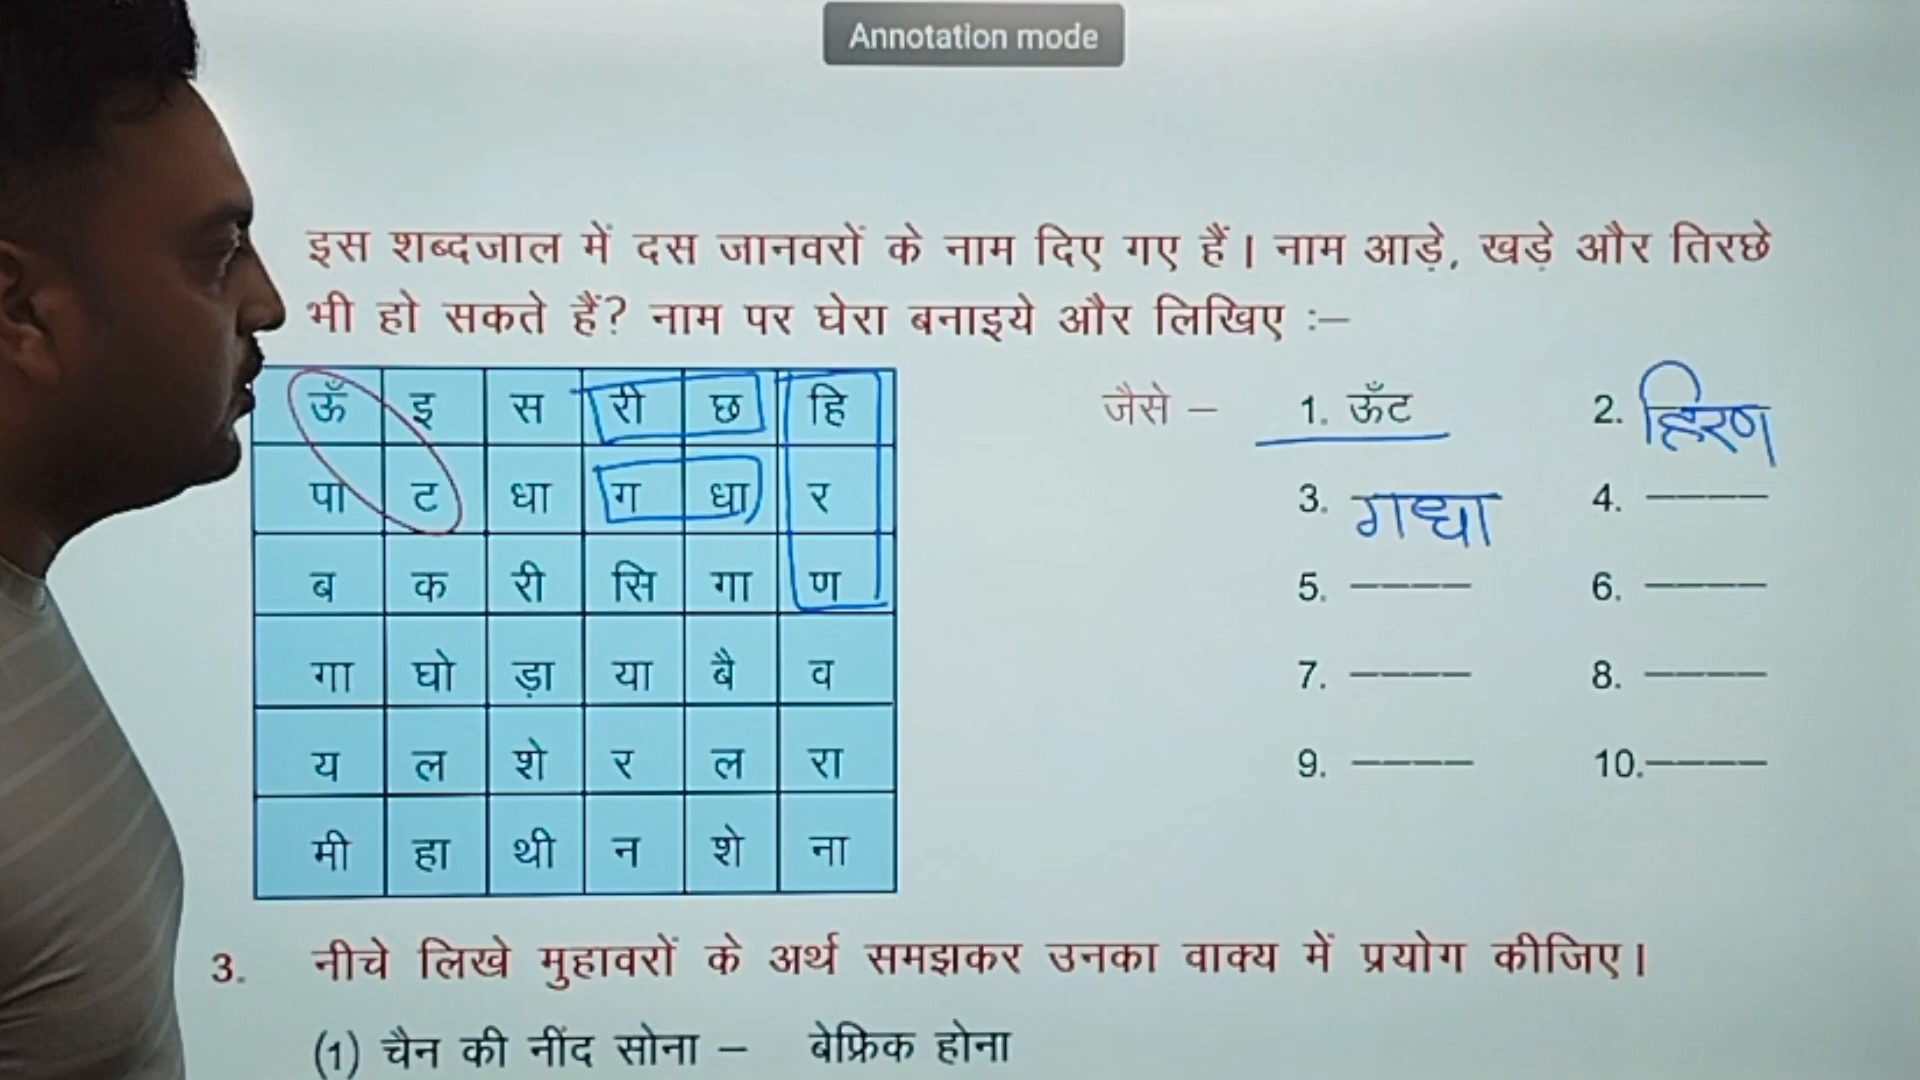 Annotation mode
इस शब्दजाल में दस जानवरों के नाम दिए गए हैं। नाम आड़े, खड़े और तिरछे
भी हो सकते हैं? नाम पर घेरा बनाइये और लिखिए :–
ऊँ इ स री छ हि
पा ट धा ग धा र
ब क री सि गा ण
गा घो ड़ा या बै व
य ल शे र ल रा
मी हा थी न शे ना
जैसे – 1. ऊँट 2. हिरण
3. गधा 4. ————
5. ———— 6. ————
7. ———— 8. ————
9. ———— 10.————
3. नीचे लिखे मुहावरों के अर्थ समझकर उनका वाक्य में प्रयोग कीजिए।
(1) चैन की नींद सोना – बेफ्रिक होना